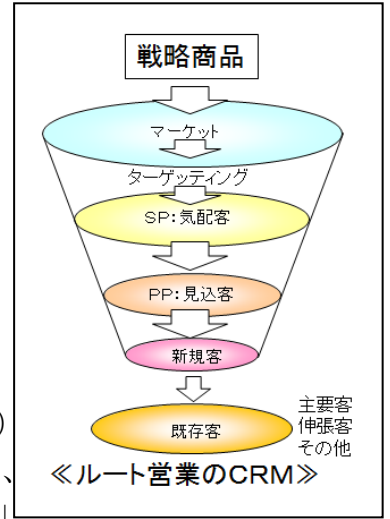 戦略商品
マーケット
ターゲッティング
SP:気配客
PP:見込客
新規客
既存客
主要客
伸張客
その他
)
、
≪ルート営業のCRM≫